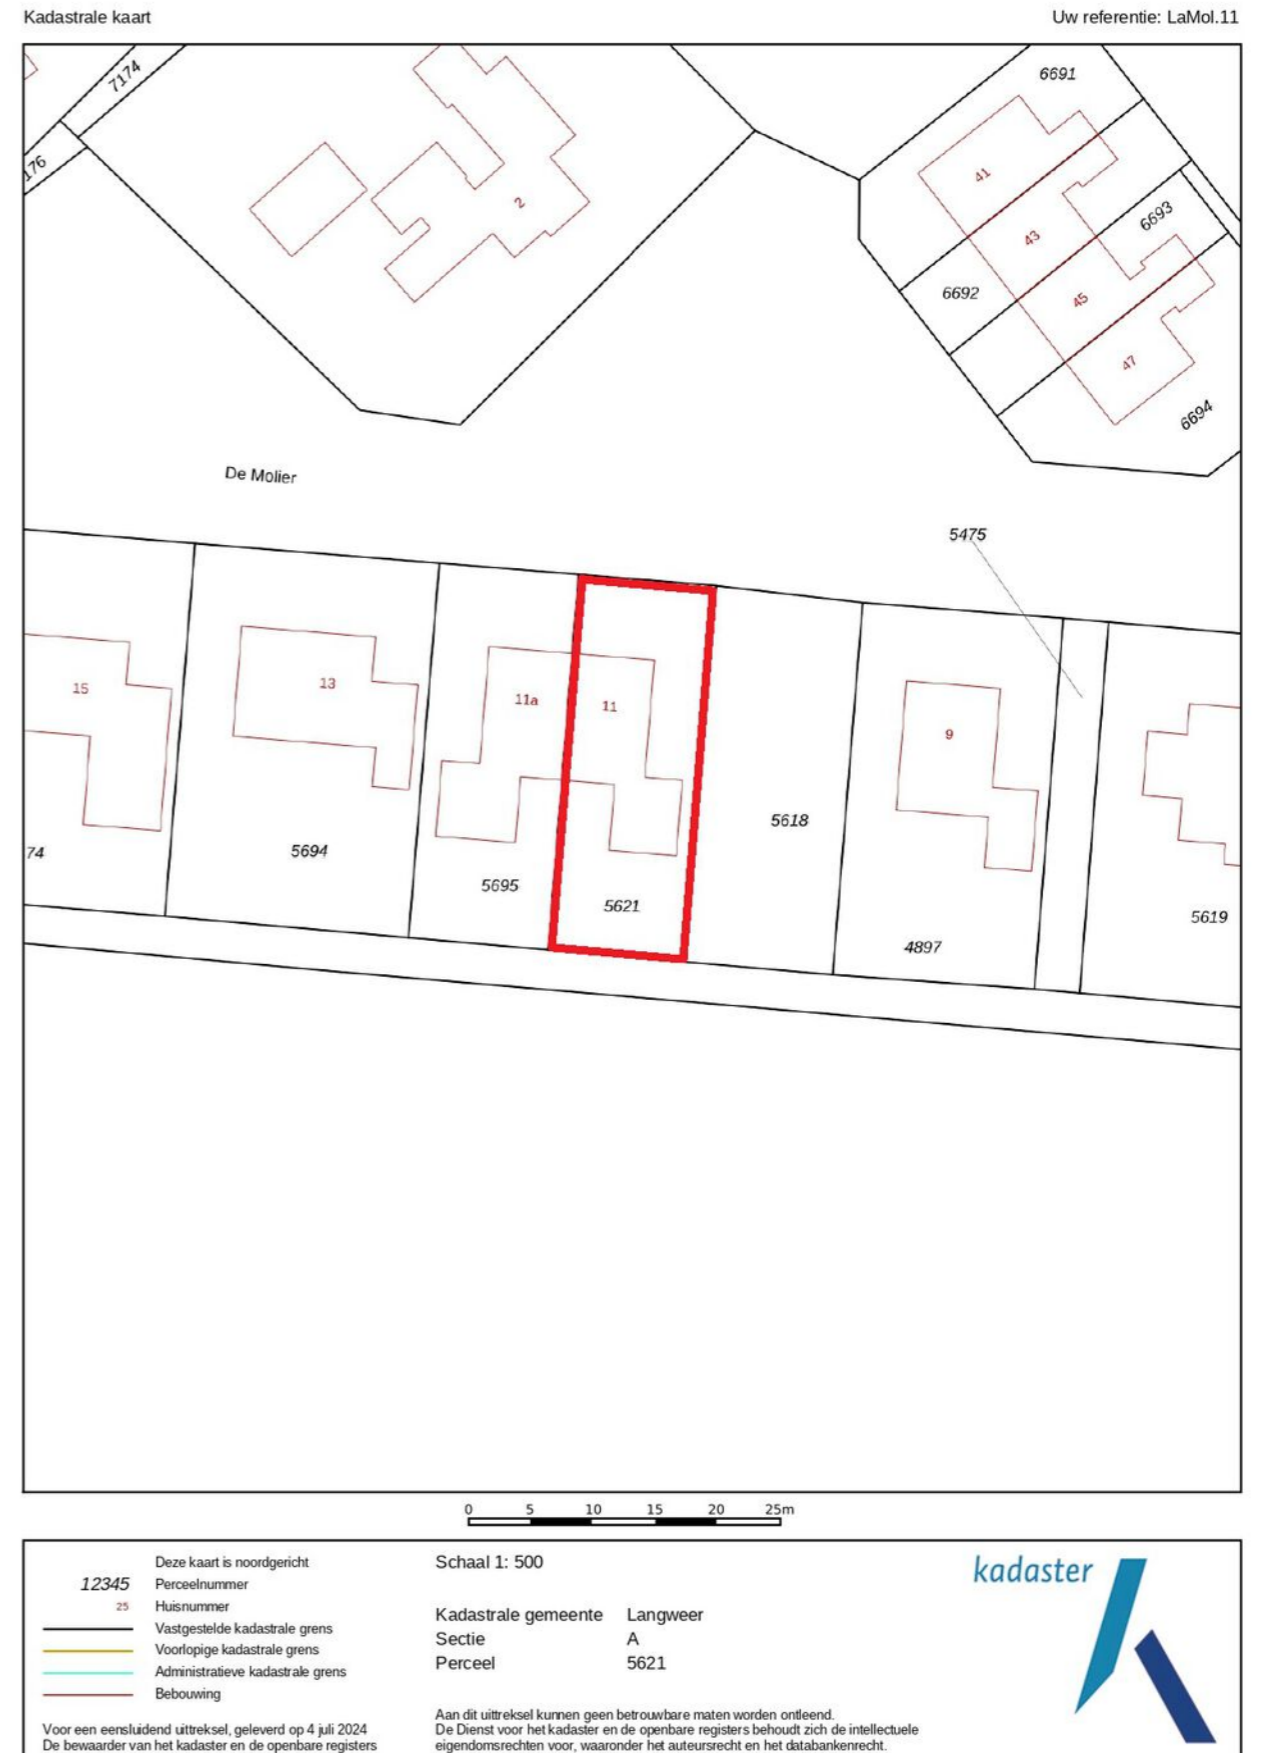 Kadastrale kaart
Uw referentie: LaMol.11
7174
176
2
6691
41
43
6693
6692
45
47
6694
De Molier
5475
15
13
11a
11
9
5618
74
5694
5695
5621
4897
5619
0 5 10 15 20 25m
Deze kaart is noordgericht
12345 Perceelnummer
25 Huisnummer
Vastgestelde kadastrale grens
Voorlopige kadastrale grens
Administratieve kadastrale grens
Bebouwing
Voor een eensluidend uittreksel, geleverd op 4 juli 2024
De bewaarder van het kadaster en de openbare registers
Schaal 1: 500
Kadastrale gemeente Langweer
Sectie A
Perceel 5621
Aan dit uittreksel kunnen geen betrouwbare maten worden ontleend.
De Dienst voor het kadaster en de openbare registers behoudt zich de intellectuele
eigendomsrechten voor, waaronder het auteursrecht en het databankenrecht.
kadaster